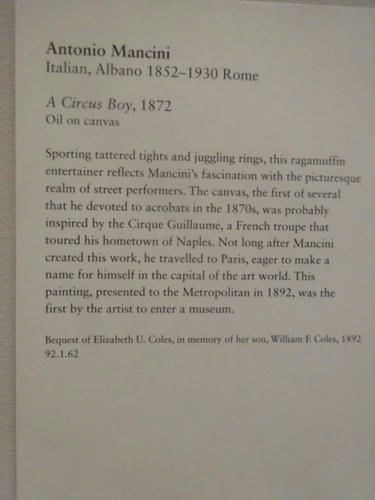 Antonio Mancini
Italian, Albano 1852–1930 Rome
A Circus Boy, 1872
Oil on canvas
Sporting tattered tights and juggling rings, this ragamuffin
entertainer reflects Mancini's fascination with the picturesque
realm of street performers. The canvas, the first of several
that he devoted to acrobats in the 1870s, was probably
inspired by the Cirque Guillaume, a French troupe that
toured his hometown of Naples. Not long after Mancini
created this work, he travelled to Paris, eager to make a
name for himself in the capital of the art world. This
painting, presented to the Metropolitan in 1892, was the
first by the artist to enter a museum.
Bequest of Elizabeth U. Coles, in memory of her son, William F. Coles, 1892
92.1.62